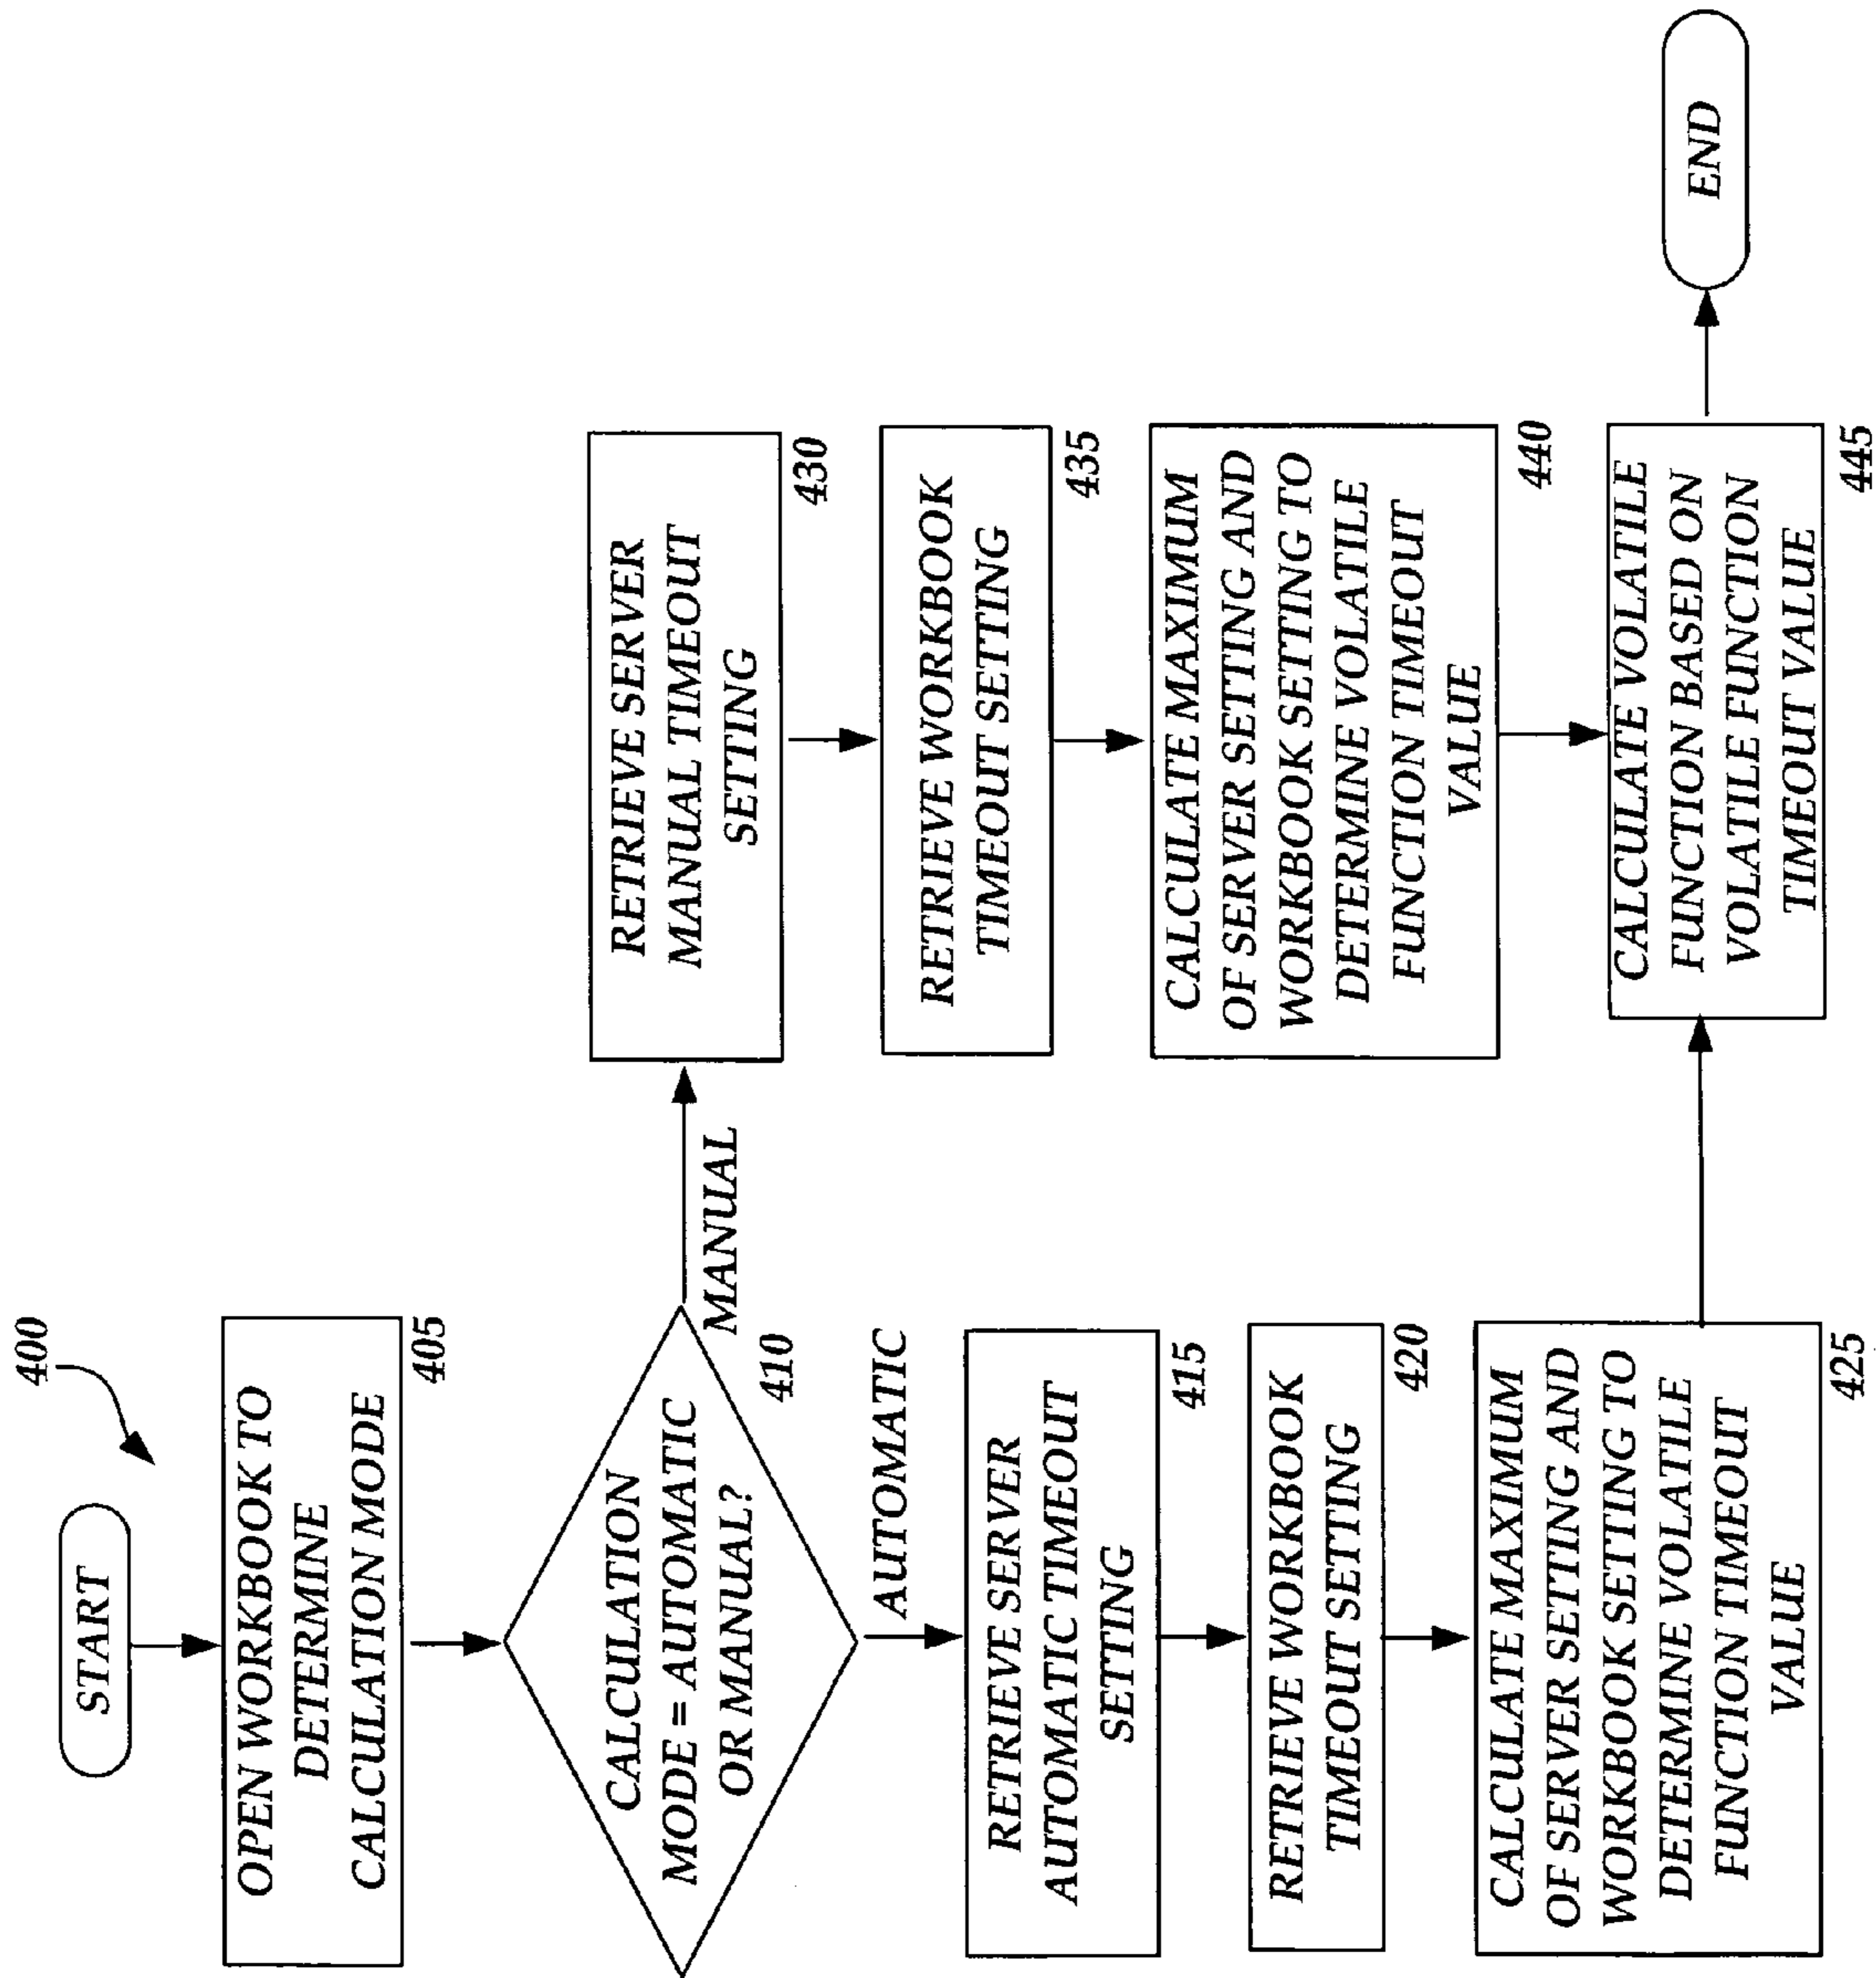 400
START
OPEN WORKBOOK TO
DETERMINE
CALCULATION MODE
405
CALCULATION
MODE = AUTOMATIC
OR MANUAL?
410
MANUAL
AUTOMATIC
RETRIEVE SERVER
AUTOMATIC TIMEOUT
SETTING
415
RETRIEVE WORKBOOK
TIMEOUT SETTING
420
CALCULATE MAXIMUM
OF SERVER SETTING AND
WORKBOOK SETTING TO
DETERMINE VOLATILE
FUNCTION TIMEOUT
VALUE
425
RETRIEVE SERVER
MANUAL TIMEOUT
SETTING
430
RETRIEVE WORKBOOK
TIMEOUT SETTING
435
CALCULATE MAXIMUM
OF SERVER SETTING AND
WORKBOOK SETTING TO
DETERMINE VOLATILE
FUNCTION TIMEOUT
VALUE
440
CALCULATE VOLATILE
FUNCTION BASED ON
VOLATILE FUNCTION
TIMEOUT VALUE
445
END